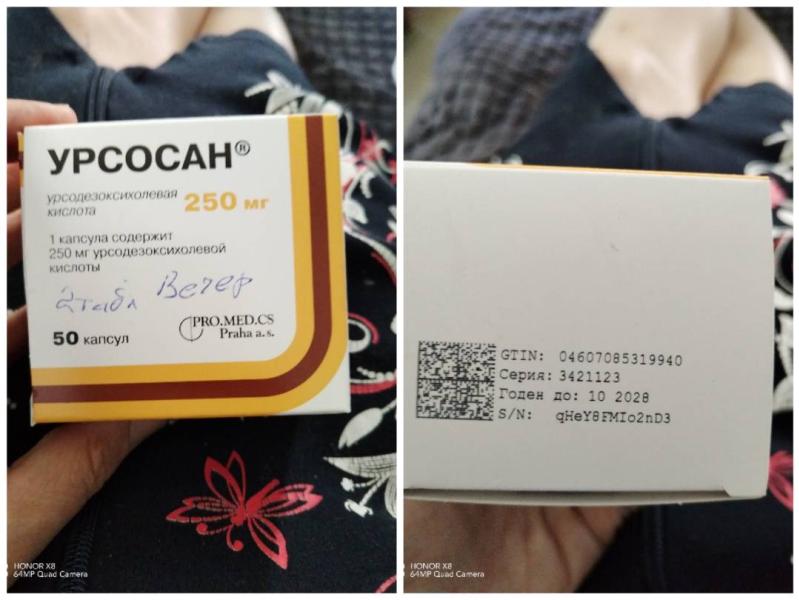 УРСОСАН®
урсодезоксихолевая
кислота
250 мг
1 капсула содержит
250 мг урсодезоксихолевой
кислоты
2 табл Вечер
50 капсул
PRO.MED.CS
Praha a. s.
HONOR X8
64MP Quad Camera
GTIN: 04607085319940
Серия: 3421123
Годен до: 10 2028
S/N: qHeY8FMIo2nD3
HONOR X8
64MP Quad Camera